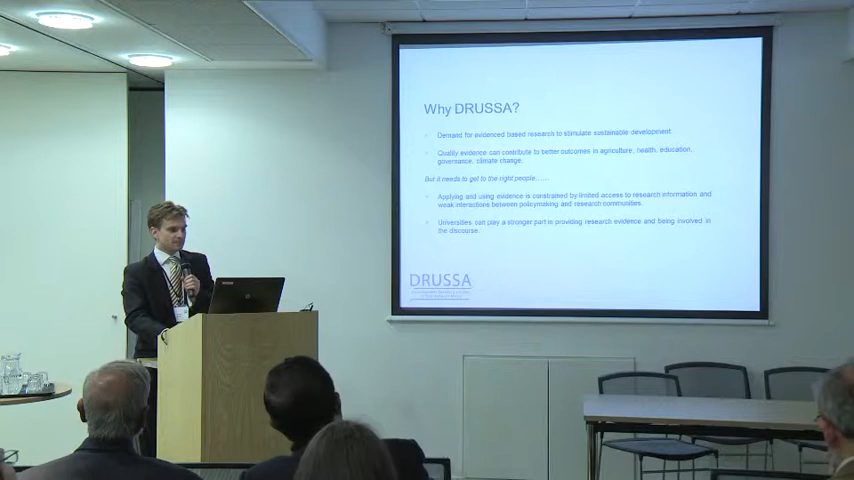 Why DRUSSA?
Demand for evidenced based research to stimulate sustainable development.
Quality evidence can contribute to better outcomes in agriculture, health, education,
governance, climate change.
But it needs to get to the right people......
Applying and using evidence is constrained by limited access to research information and
weak interactions between policymaking and research communities.
Universities can play a stronger part in providing research evidence and being involved in
the discourse.
DRUSSA